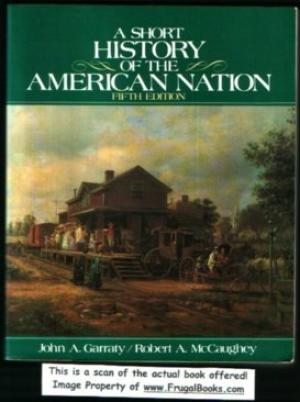 A SHORT
HISTORY
OF THE
AMERICAN NATION
FIFTH EDITION
John A. Garraty / Robert A. McCaughey
This is a scan of the actual book offered!
Image Property of www.FrugalBooks.com